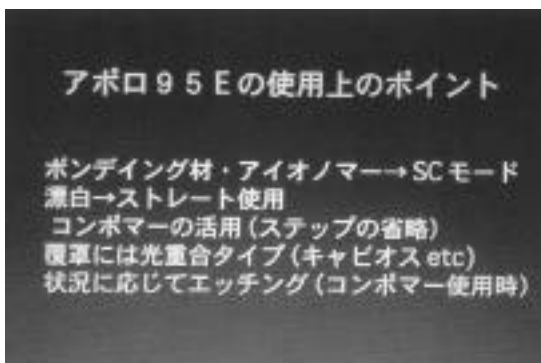 アポロ95Eの使用上のポイント
ボンデイング材・アイオノマー→SCモード
漂白→ストレート使用
コンポマーの活用(ステップの省略)
覆罩には光重合タイプ(キャビオスetc)
状況に応じてエッチング(コンポマー使用時)